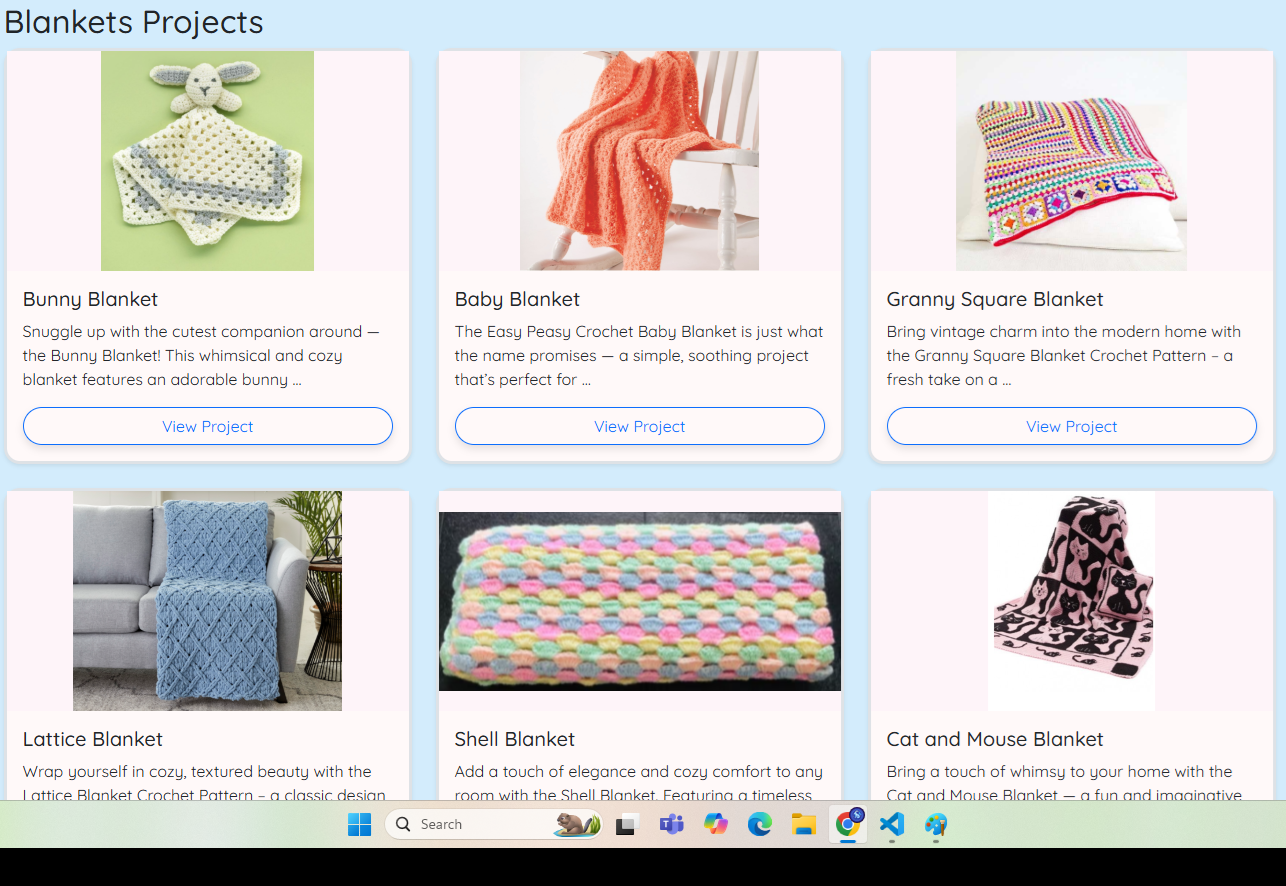 Blankets Projects
Bunny Blanket
Snuggle up with the cutest companion around —
the Bunny Blanket! This whimsical and cozy
blanket features an adorable bunny ...
View Project
Baby Blanket
The Easy Peasy Crochet Baby Blanket is just what
the name promises — a simple, soothing project
that’s perfect for ...
View Project
Granny Square Blanket
Bring vintage charm into the modern home with
the Granny Square Blanket Crochet Pattern – a
fresh take on a ...
View Project
Lattice Blanket
Wrap yourself in cozy, textured beauty with the
Lattice Blanket Crochet Pattern – a classic design
Shell Blanket
Add a touch of elegance and cozy comfort to any
room with the Shell Blanket. Featuring a timeless
Cat and Mouse Blanket
Bring a touch of whimsy to your home with the
Cat and Mouse Blanket — a fun and imaginative
Search